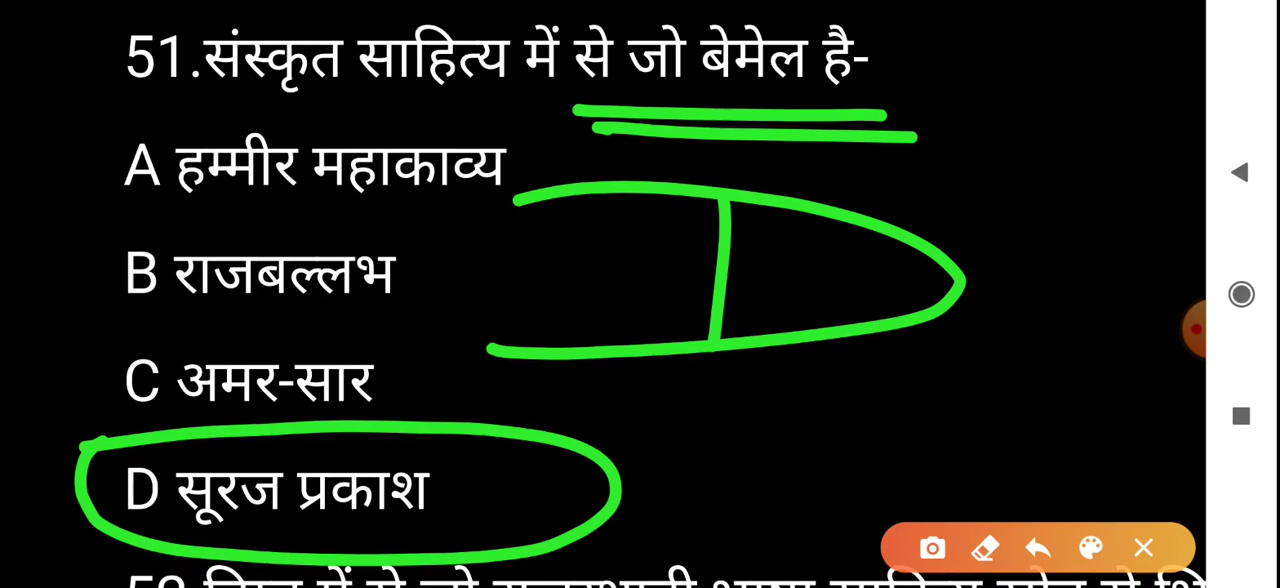 51.संस्कृत साहित्य में से जो बेमेल है-
A हम्मीर महाकाव्य
B राजबल्लभ
C अमर-सार
D सूरज प्रकाश